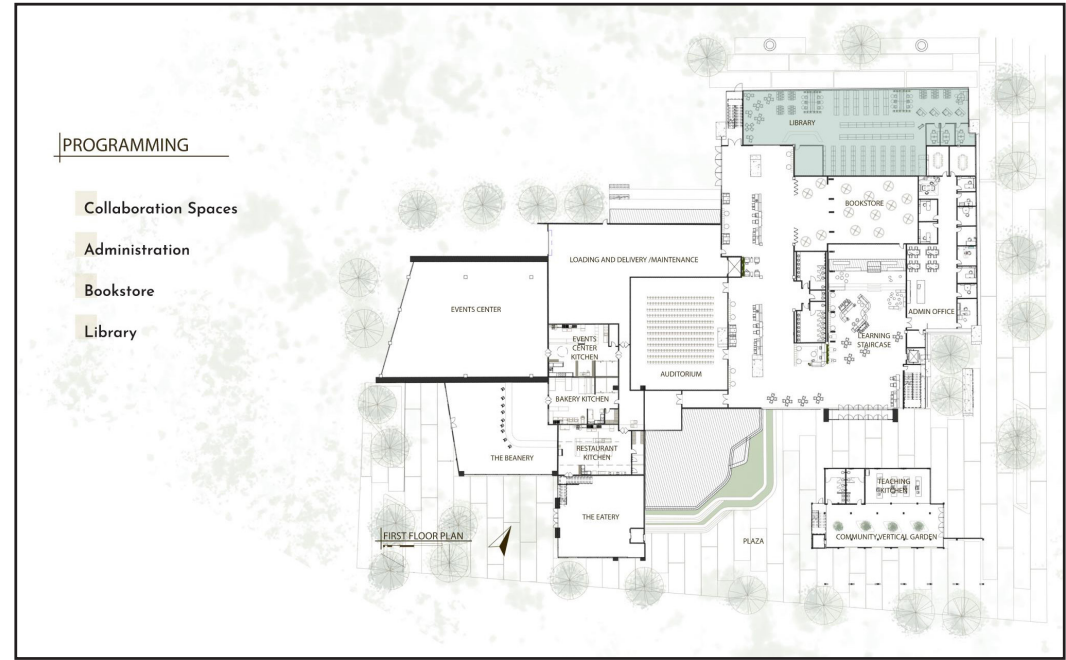 PROGRAMMING
Collaboration Spaces
Administration
Bookstore
Library
LIBRARY
BOOKSTORE
LOADING AND DELIVERY /MAINTENANCE
EVENTS CENTER
ADMIN OFFICE
LEARNING
STAIRCASE
EVENTS
CENTER
KITCHEN
AUDITORIUM
BAKERY KITCHEN
RESTAURANT
KITCHEN
THE BEANERY
TEACHING
KITCHEN
THE EATERY
FIRST FLOOR PLAN
PLAZA
COMMUNITY VERTICAL GARDEN